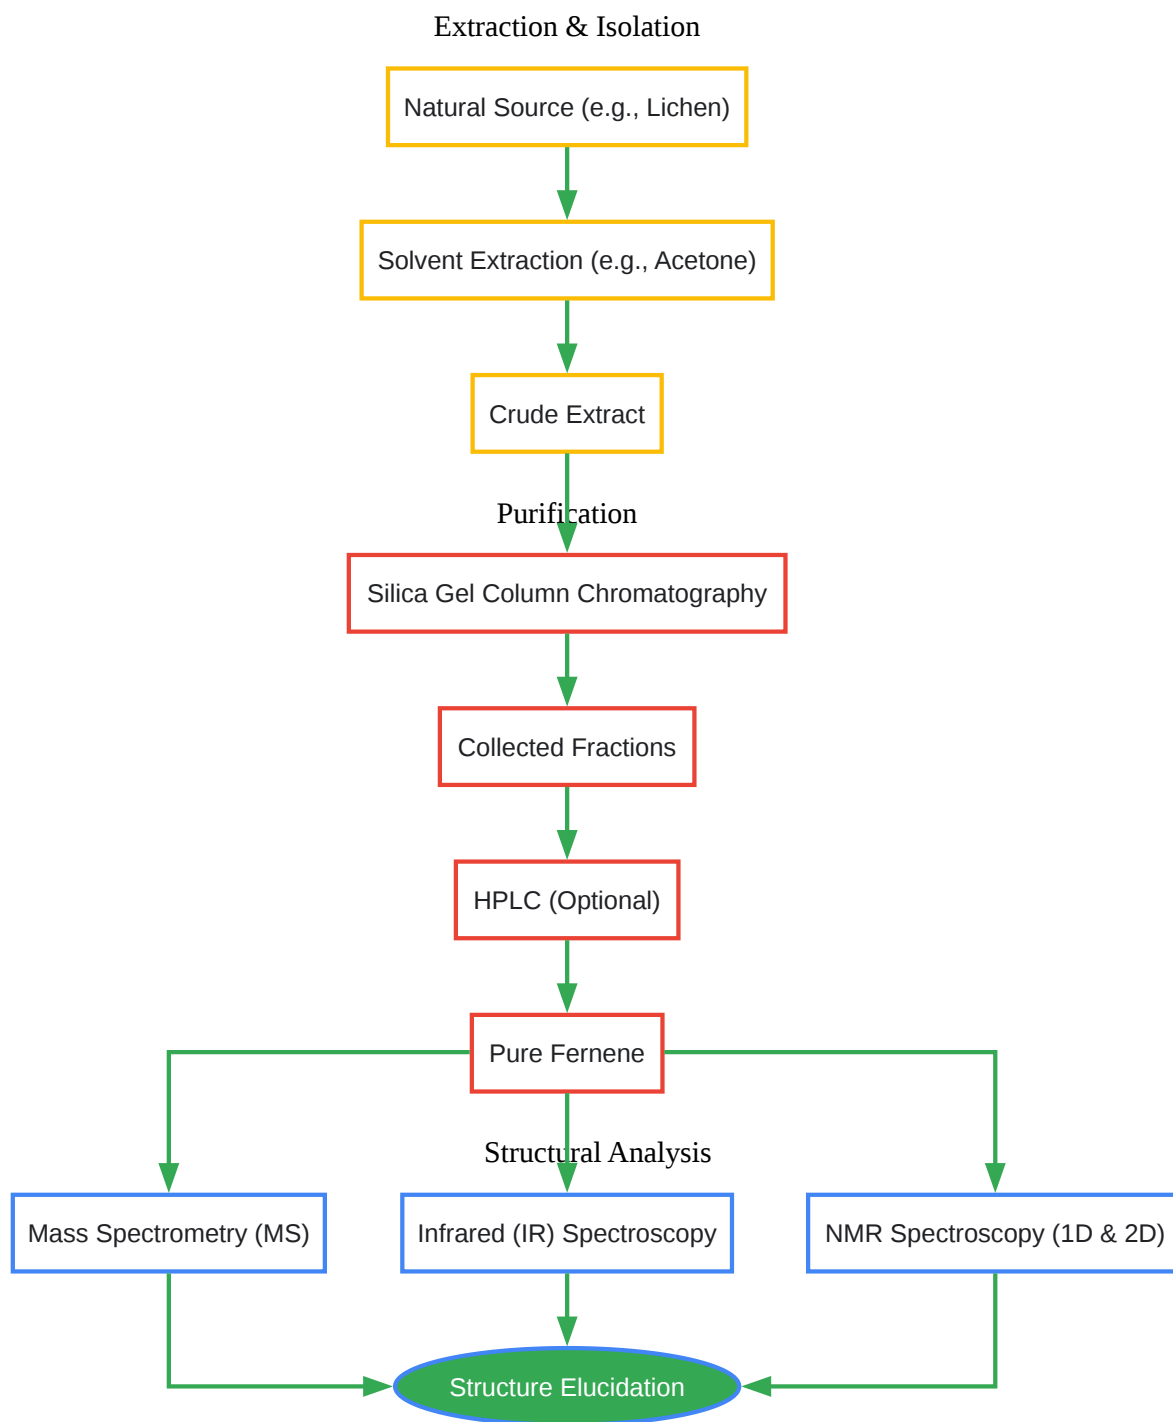 Extraction & Isolation
Natural Source (e.g., Lichen)
Solvent Extraction (e.g., Acetone)
Crude Extract
Purification
Silica Gel Column Chromatography
Collected Fractions
HPLC (Optional)
Pure Fernene
Structural Analysis
Mass Spectrometry (MS)
Infrared (IR) Spectroscopy
NMR Spectroscopy (1D & 2D)
Structure Elucidation